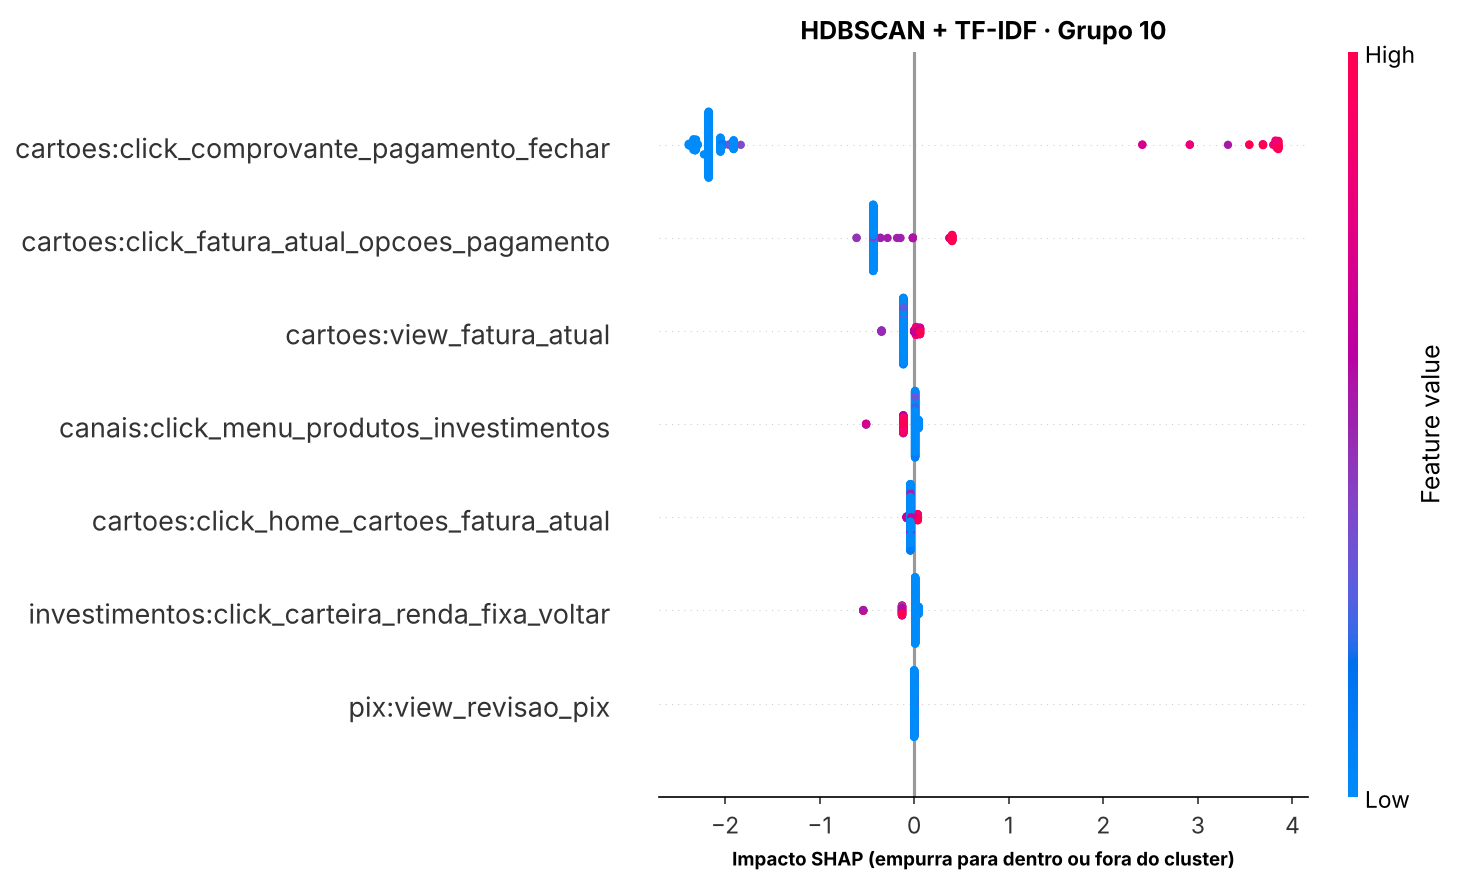 HDBSCAN + TF-IDF · Grupo 10
High
cartoes:click_comprovante_pagamento_fechar
cartoes:click_fatura_atual_opcoes_pagamento
cartoes:view_fatura_atual
canais:click_menu_produtos_investimentos
cartoes:click_home_cartoes_fatura_atual
investimentos:click_carteira_renda_fixa_voltar
pix:view_revisao_pix
Feature value
Low
−2 −1 0 1 2 3 4
Impacto SHAP (empurra para dentro ou fora do cluster)